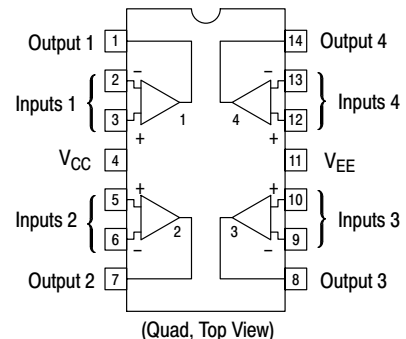 Output 1 1 14 Output 4
2 − − 13
Inputs 1 { } Inputs 4
3 1 4 12
+ +
VCC 4 11 VEE
+ +
5 10
Inputs 2 { 2 3 } Inputs 3
6 − − 9
Output 2 7 8 Output 3
(Quad, Top View)